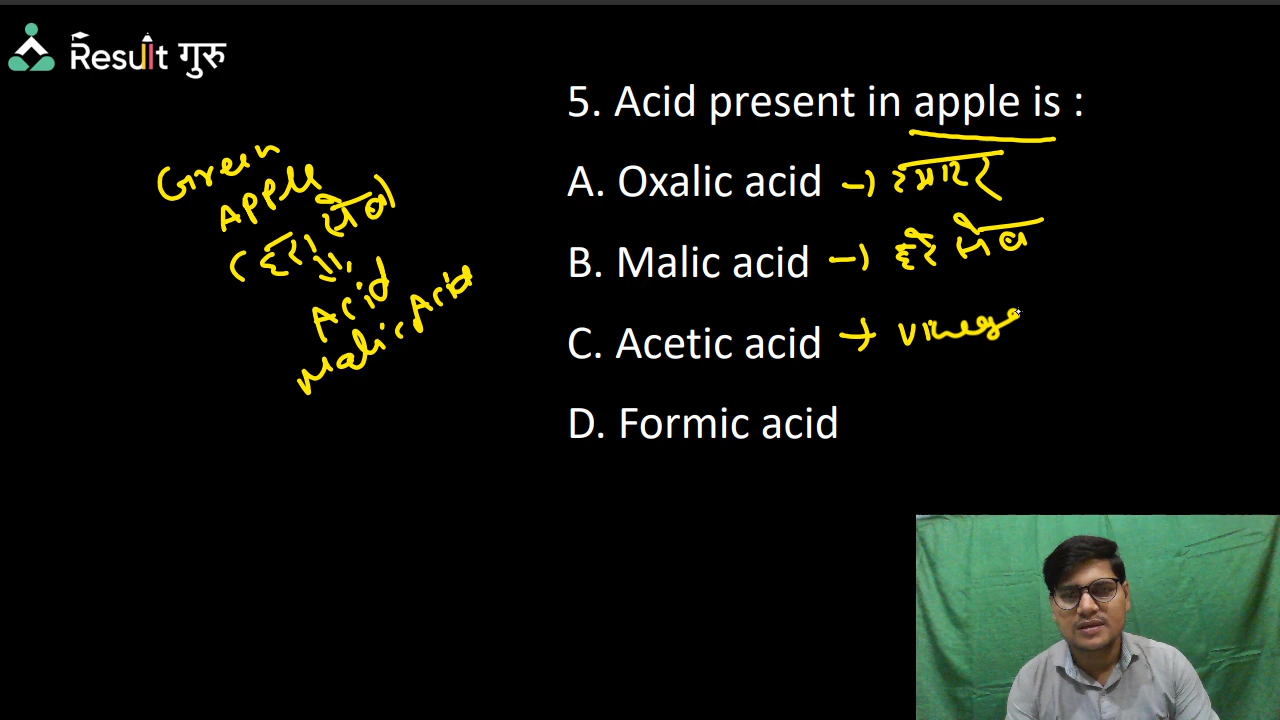 Result गुरु
5. Acid present in apple is :
A. Oxalic acid → टमाटर
B. Malic acid → हरे सेब
C. Acetic acid → Vinega
D. Formic acid
Green
Apple
(हरा सेब)
Acid
Malic Acid